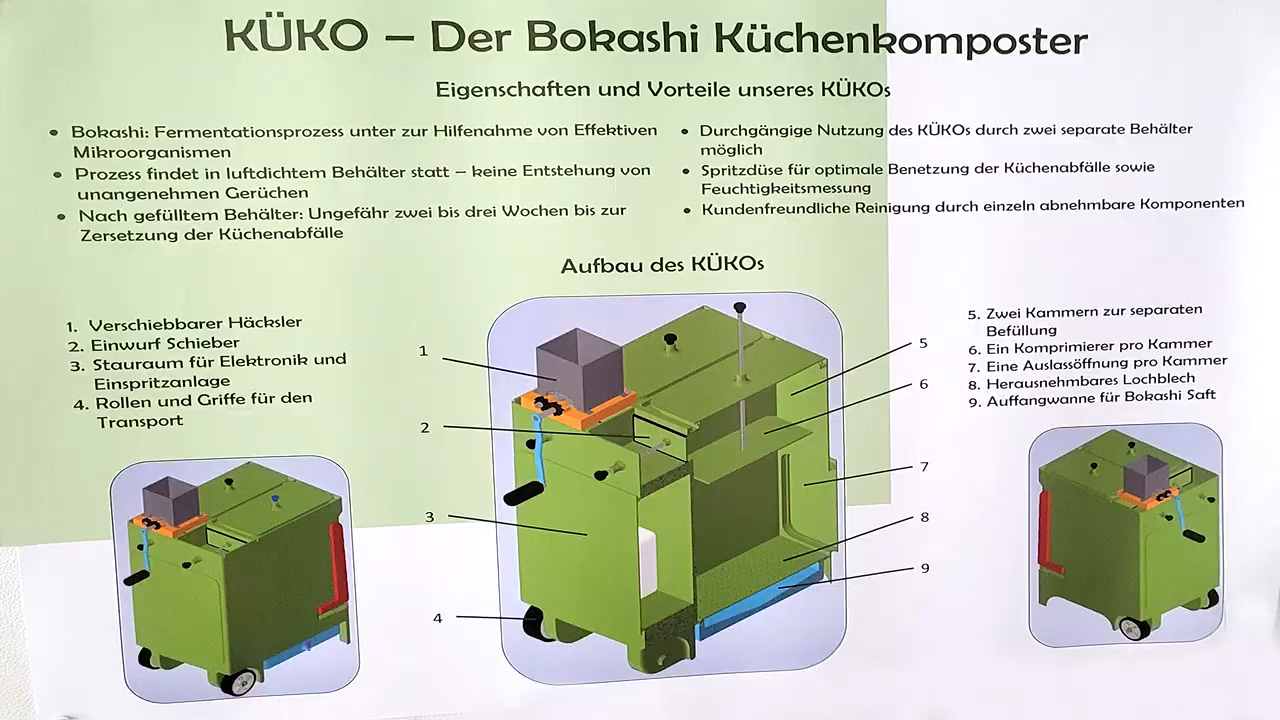 KÜKO – Der Bokashi Küchenkomposter
Eigenschaften und Vorteile unseres KÜKOs
• Bokashi: Fermentationsprozess unter zur Hilfenahme von Effektiven
Mikroorganismen
• Prozess findet in luftdichtem Behälter statt – keine Entstehung von
unangenehmen Gerüchen
• Nach gefülltem Behälter: Ungefähr zwei bis drei Wochen bis zur
Zersetzung der Küchenabfälle
• Durchgängige Nutzung des KÜKOs durch zwei separate Behälter
möglich
• Spritzdüse für optimale Benetzung der Küchenabfälle sowie
Feuchtigkeitsmessung
• Kundenfreundliche Reinigung durch einzeln abnehmbare Komponenten
Aufbau des KÜKOs
1. Verschiebbarer Häcksler
2. Einwurf Schieber
3. Stauraum für Elektronik und
Einspritzanlage
4. Rollen und Griffe für den
Transport
1
2
3
4
5
6
7
8
9
5. Zwei Kammern zur separaten
Befüllung
6. Ein Komprimierer pro Kammer
7. Eine Auslassöffnung pro Kammer
8. Herausnehmbares Lochblech
9. Auffangwanne für Bokashi Saft